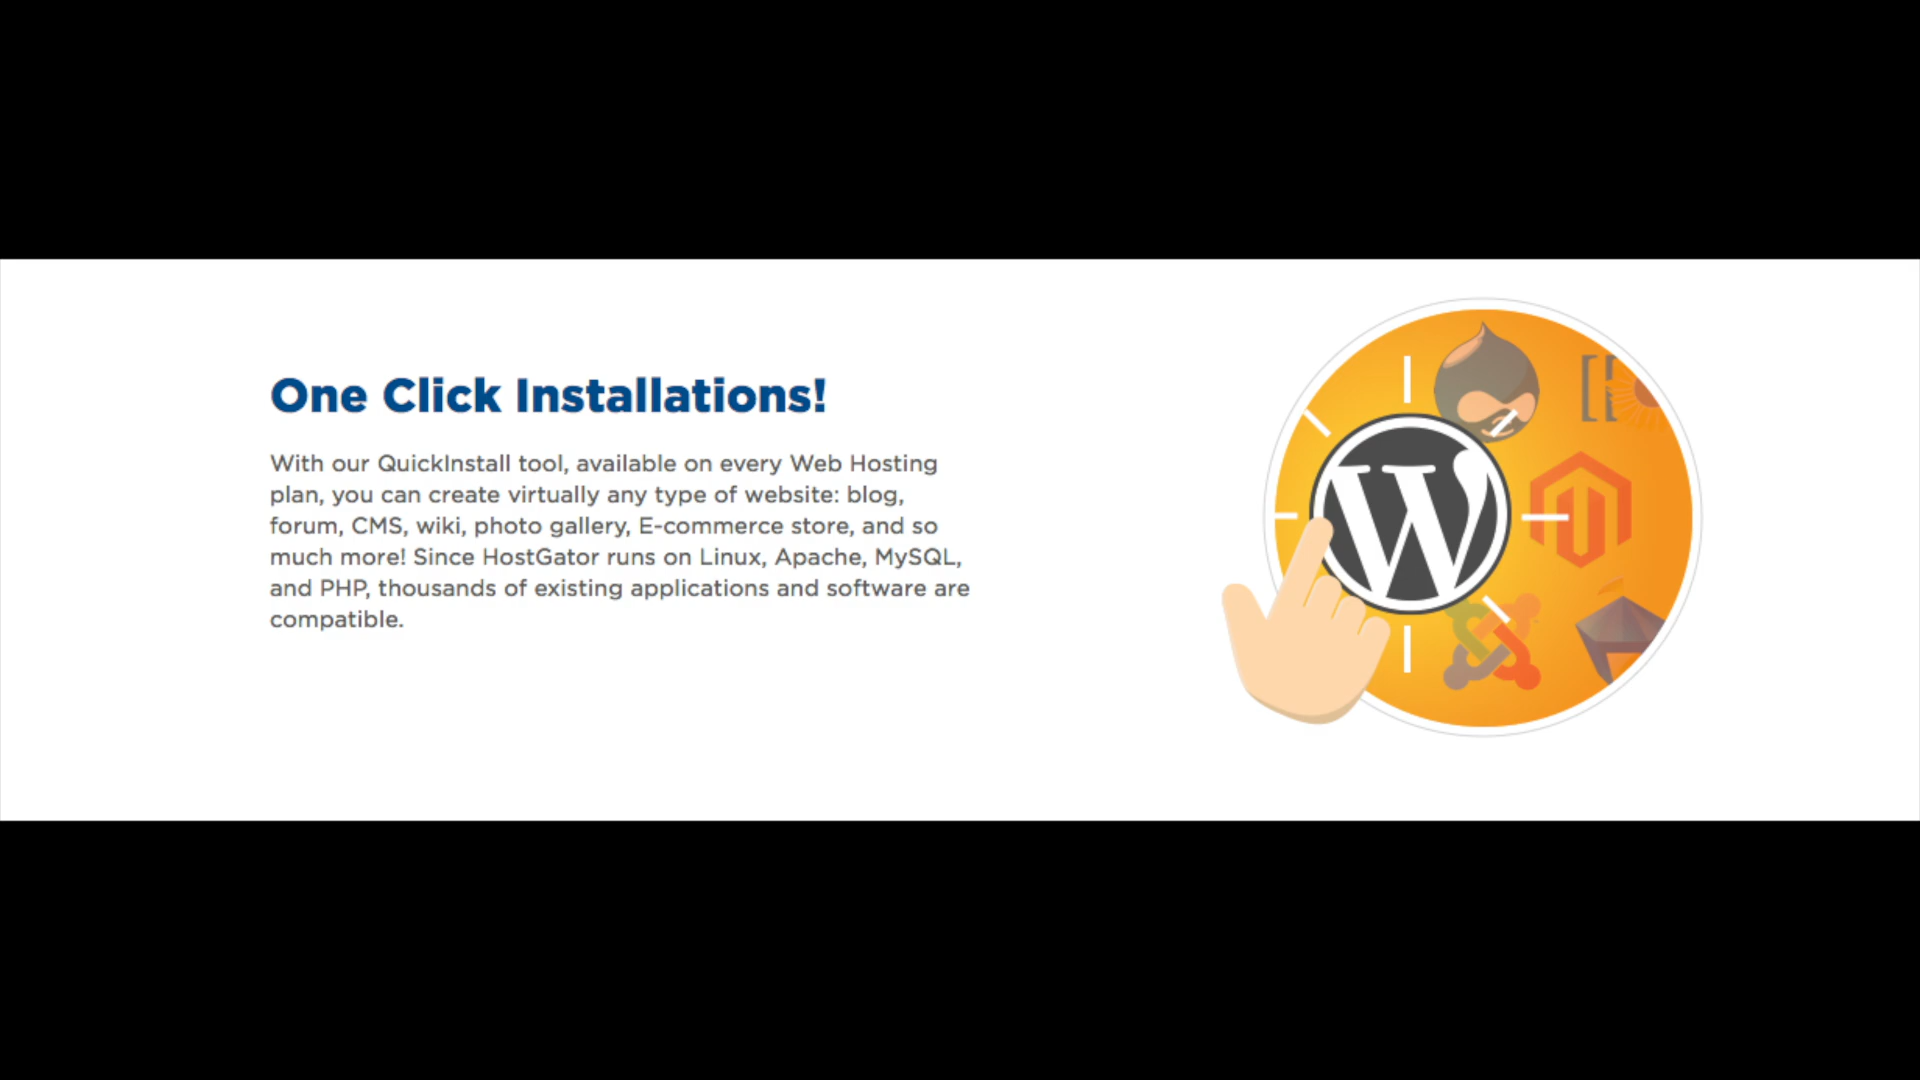 One Click Installations!
With our QuickInstall tool, available on every Web Hosting
plan, you can create virtually any type of website: blog,
forum, CMS, wiki, photo gallery, E-commerce store, and so
much more! Since HostGator runs on Linux, Apache, MySQL,
and PHP, thousands of existing applications and software are
compatible.
W